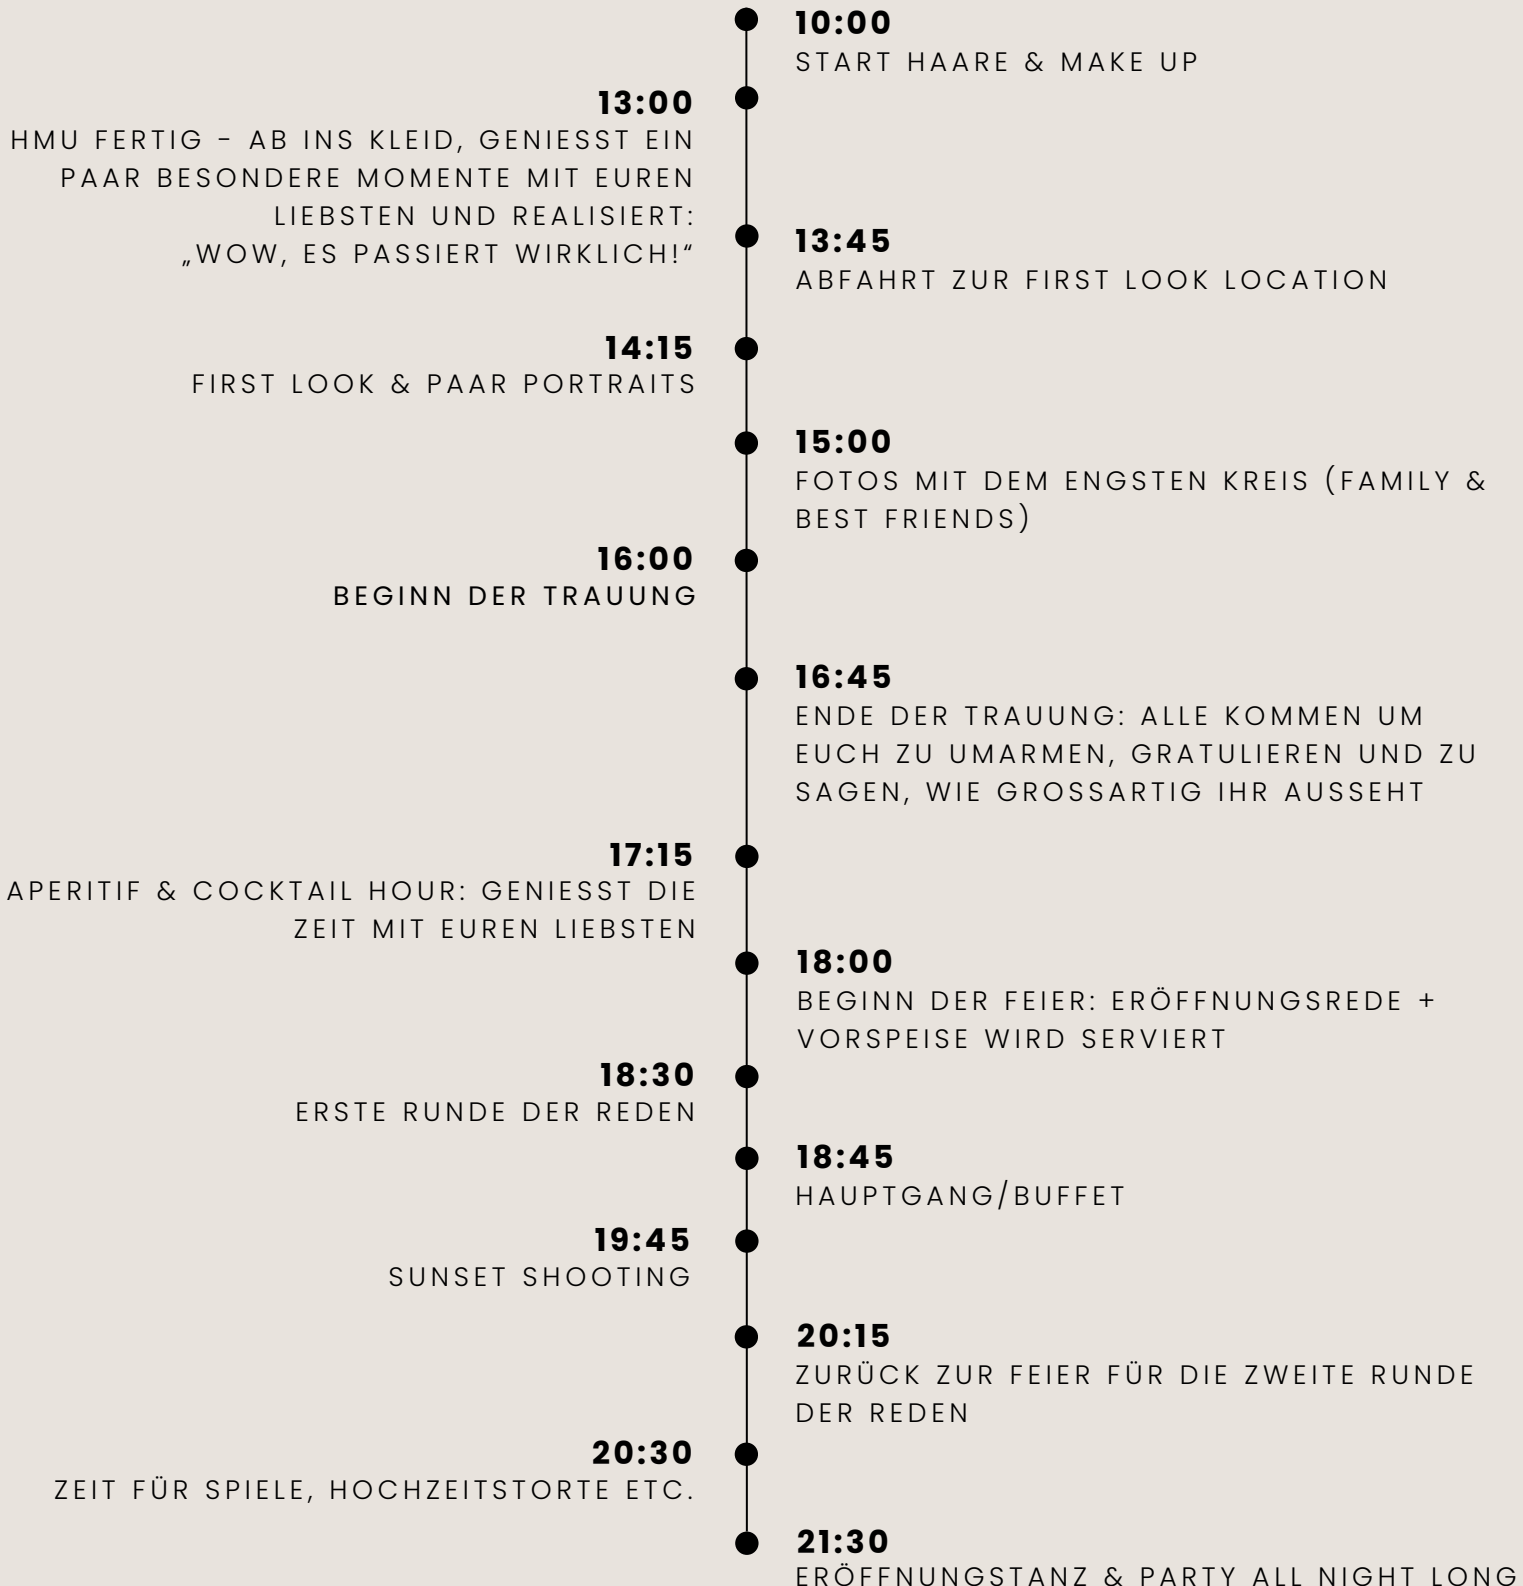 10:00
START HAARE & MAKE UP
13:00
HMU FERTIG - AB INS KLEID, GENIESST EIN
PAAR BESONDERE MOMENTE MIT EUREN
LIEBSTEN UND REALISIERT:
„WOW, ES PASSIERT WIRKLICH!“
13:45
ABFAHRT ZUR FIRST LOOK LOCATION
14:15
FIRST LOOK & PAAR PORTRAITS
15:00
FOTOS MIT DEM ENGSTEN KREIS (FAMILY &
BEST FRIENDS)
16:00
BEGINN DER TRAUUNG
16:45
ENDE DER TRAUUNG: ALLE KOMMEN UM
EUCH ZU UMARMEN, GRATULIEREN UND ZU
SAGEN, WIE GROSSARTIG IHR AUSSEHT
17:15
APERITIF & COCKTAIL HOUR: GENIESST DIE
ZEIT MIT EUREN LIEBSTEN
18:00
BEGINN DER FEIER: ERÖFFNUNGSREDE +
VORSPEISE WIRD SERVIERT
18:30
ERSTE RUNDE DER REDEN
18:45
HAUPTGANG/BUFFET
19:45
SUNSET SHOOTING
20:15
ZURÜCK ZUR FEIER FÜR DIE ZWEITE RUNDE
DER REDEN
20:30
ZEIT FÜR SPIELE, HOCHZEITSTORTE ETC.
21:30
ERÖFFNUNGSTANZ & PARTY ALL NIGHT LONG